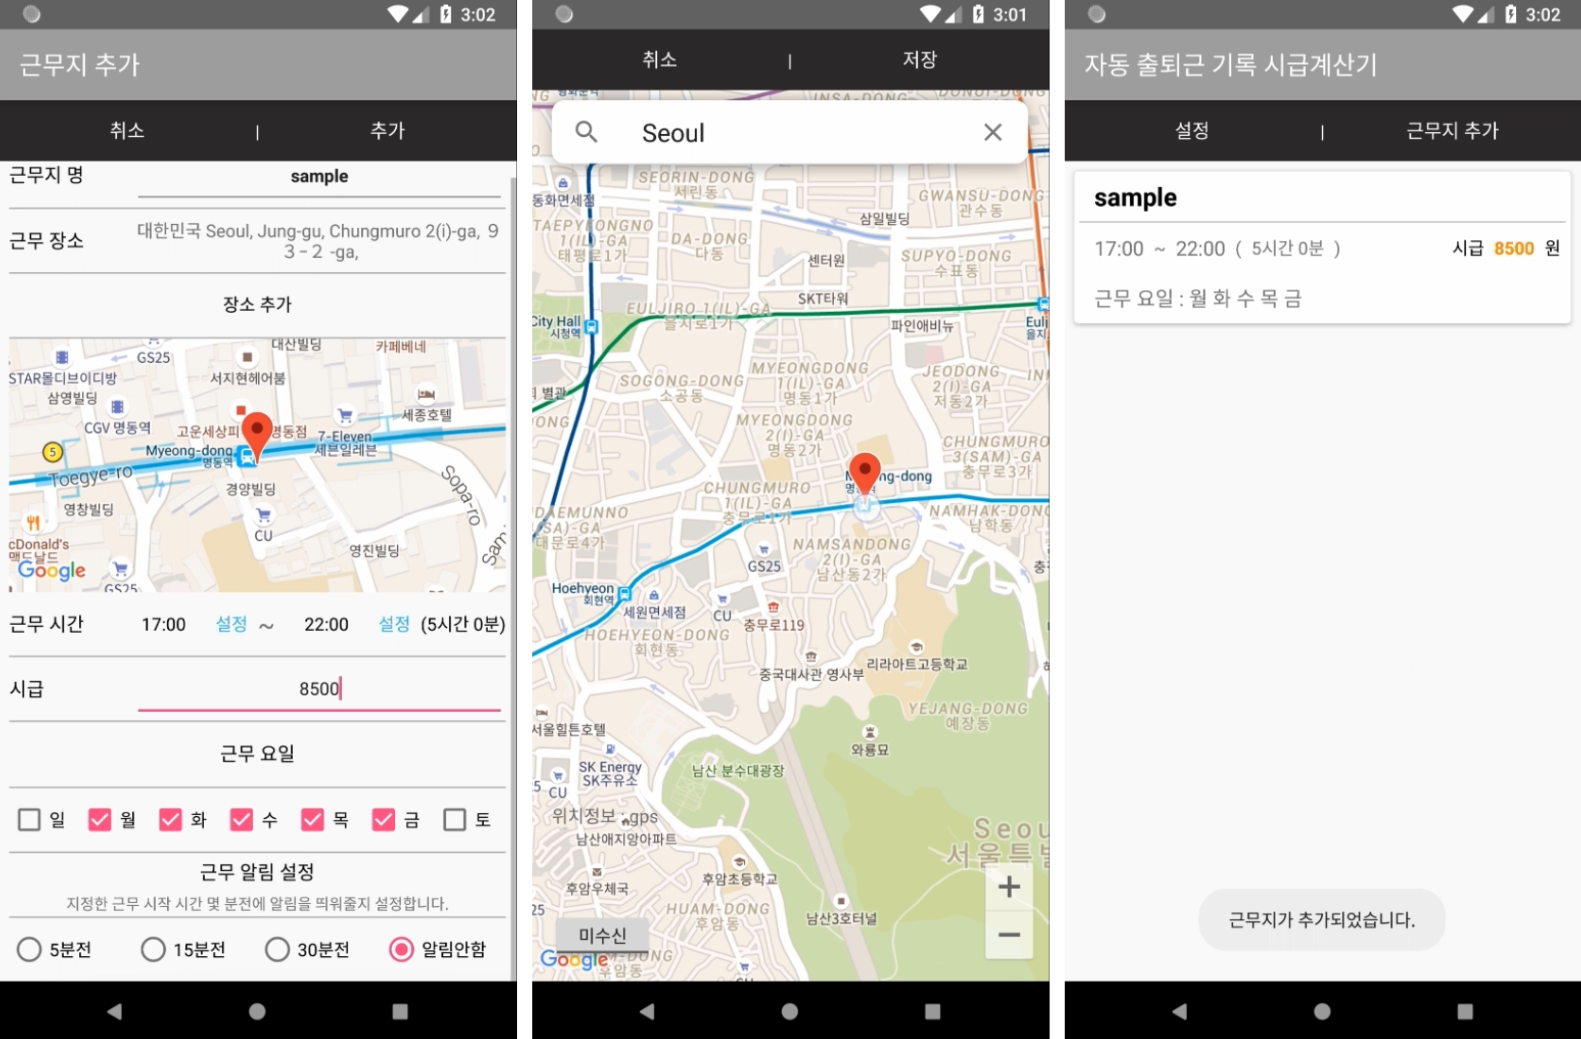 3:02
근무지 추가
취소 | 추가
근무지 명 sample
근무 장소 대한민국 Seoul, Jung-gu, Chungmuro 2(i)-ga, 9
3 - 2 -ga,
장소 추가
대산빌딩
카페베네
GS25
STAR몰디브이디방
서지현헤어붐
삼영빌딩
세종호텔
CGV 명동역
고운세상피
명동점
7-Eleven
세븐일레븐
5
Myeong-dong
명동역
Toegye-ro
경양빌딩
Sopa-ro
영창빌딩
CU
Sam
cDonald's
맥도날드
영진빌딩
Google
GS25
GS25
근무 시간 17:00 설정 ~ 22:00 설정 (5시간 0분)
시급 8500
근무 요일
일 월 화 수 목 금 토
근무 알림 설정
지정한 근무 시작 시간 몇 분전에 알림을 띄워줄지 설정합니다.
5분전 15분전 30분전 알림안함
3:01
취소 | 저장
INSA-DONG
Seoul
SEORIN-DONG
서린동
동화면세점
GWANSU-DONG
관수동
삼일빌딩
TAEPYEONGNO
1(IL)-GA
태평로1가
DA-DONG
다동
센터원
SUPYO-DONG
수표동
SKT타워
EULJIRO 1(IL)-GA
을지로1가
City Hall
시청역
파인애비뉴
Eulj
을지
MYEONGDONG
1(IL)-GA
명동1가
JEODONG
2(I)-GA
저동2가
SOGONG-DONG
소공동
별관
MYEONGDONG
2(I)-GA
명동2가
ONG
CHUNGMURO
3(SAM)-GA
충무로3가
ng-dong
CHUNGMURO
1(IL)-GA
충무로1가
NAMHAK-DONG
남학동
DAEMUNNO
(SA)-GA
대문로4가
NAMSANDONG
2(I)-GA
남산동2가
GS25
Hoehyeon
회현역
세원면세점
CU
충무로119
HOEHYEON-DONG
회현동
중국대사관 영사부
리라아트고등학교
YEJANG-DONG
예장동
서울힐튼호텔
와룡묘
SK Energy
SK주유소
남산 분수대광장
CU
위치정보 : gps
남산애지앙아파트
Seou
서울특별
후암초등학교
후암우체국
HUAM-DONG
후암동
25
남산3호터널
+
미수신
−
Google
후암동
3:02
자동 출퇴근 기록 시급계산기
설정 | 근무지 추가
sample
17:00 ~ 22:00 ( 5시간 0분 ) 시급 8500 원
근무 요일 : 월 화 수 목 금
근무지가 추가되었습니다.